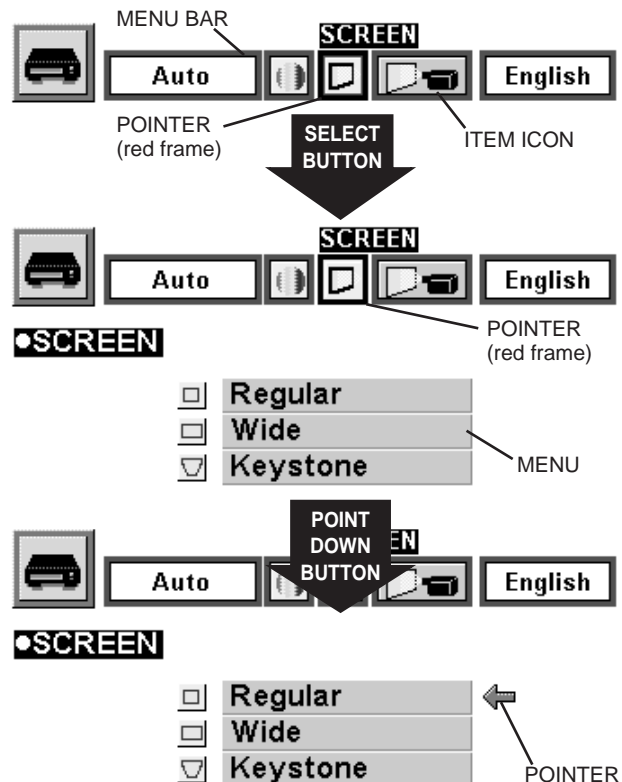 MENU BAR
SCREEN
Auto
English
POINTER
(red frame)
SELECT
BUTTON
ITEM ICON
SCREEN
Auto
English
POINTER
(red frame)
●SCREEN
Regular
Wide
Keystone
MENU
POINT
DOWN
BUTTON
EN
Auto
English
●SCREEN
Regular
Wide
Keystone
POINTER